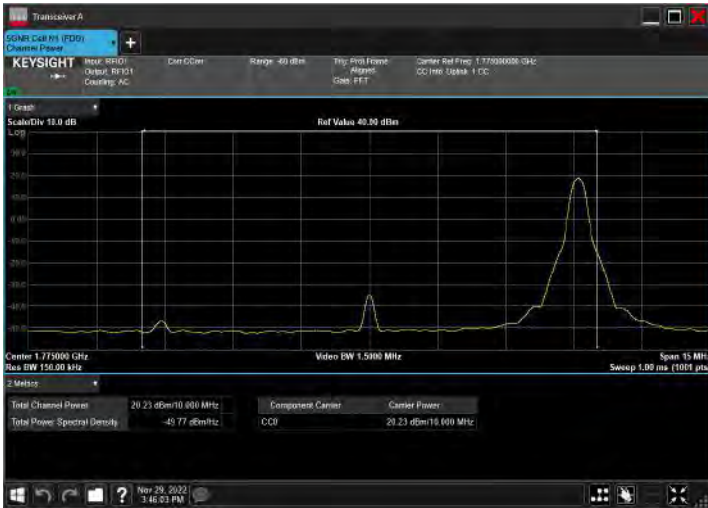 Transceiver A
5GNR Cell N1 (FDD)
Channel Power
KEYSIGHT
Input: RFIO1
Output: RFIO1
Coupling: AC
Corr CCorr
Range: -60 dBm
Trig:
Gate: FFT
Carrier Ref Freq: 1.775000000 GHz
CC Info: Uplink, 1 CC
1 Graph
Scale/Div 10.0 dB
Ref Value 40.00 dBm
Log
Center 1.775000 GHz
Video BW 1.5000 MHz
Span 15 MHz
Res BW 150.00 kHz
Sweep 1.00 ms (1001 pts
2 Metrics
Total Channel Power
20.23 dBm/10.000 MHz
Total Power Spectral Density
-49.77 dBm/Hz
Component Carrier
Carrier Power
CC0
20.23 dBm/10.000 MHz
Nov 29, 2022
3:46:03 PM